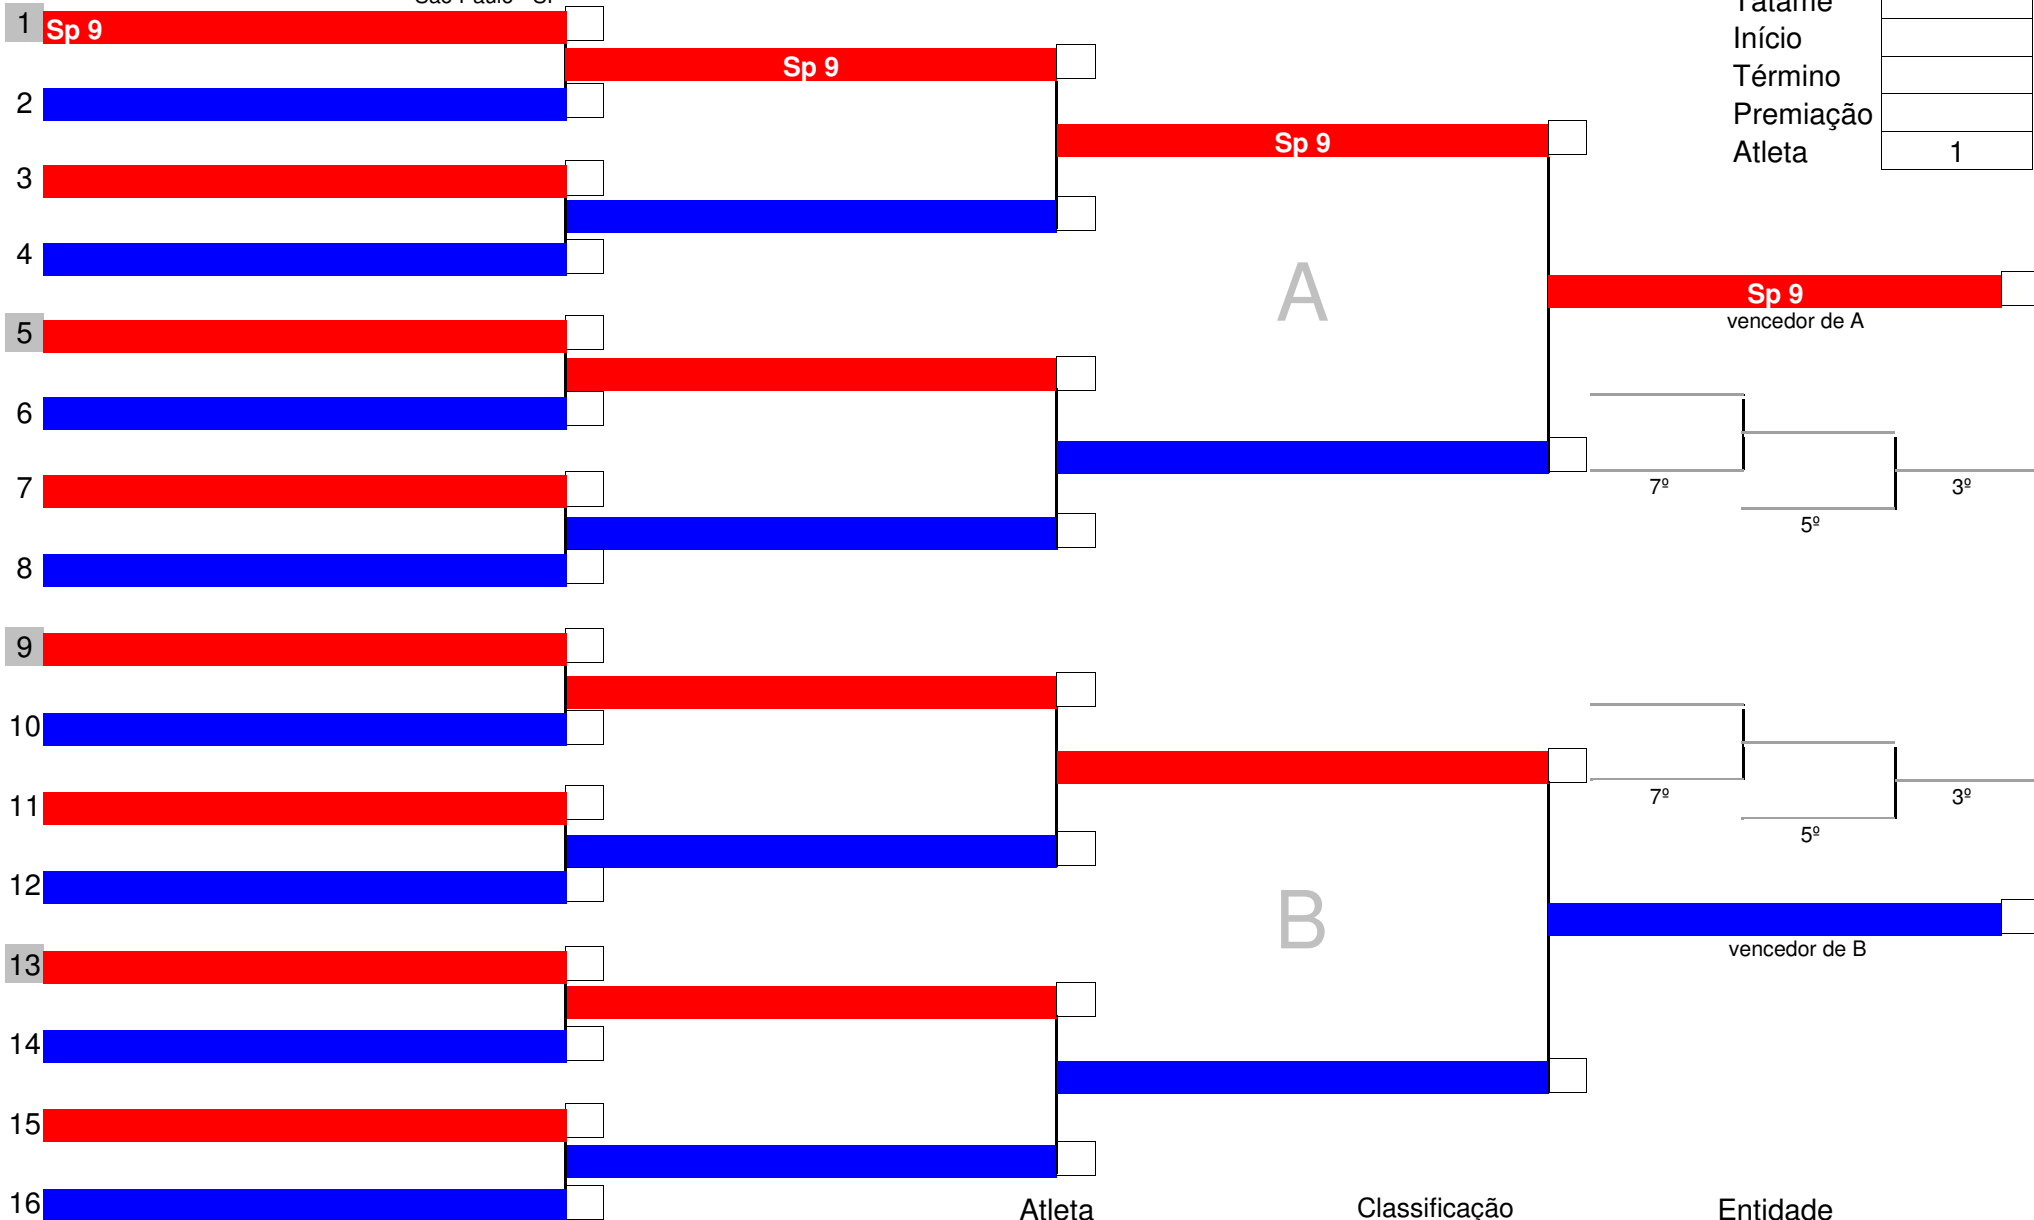 1 Sp 9
Tatame
Sp 9
Início
Término
2
Premiação
Sp 9
Atleta 1
3
4
A
Sp 9
vencedor de A
5
6
7
7º 3º
5º
8
9
10
11
7º 3º
5º
12
B
vencedor de B
13
14
15
16
Atleta Classificação Entidade